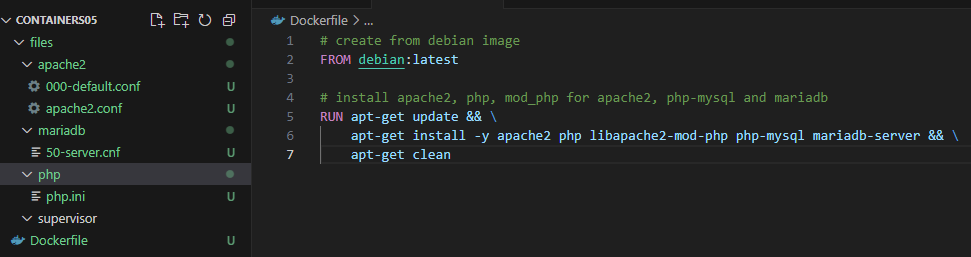 CONTAINERS05
files
apache2
000-default.conf U
apache2.conf U
mariadb
50-server.cnf U
php
php.ini U
supervisor
Dockerfile U
Dockerfile > ...
1 # create from debian image
2 FROM debian:latest
3
4 # install apache2, php, mod_php for apache2, php-mysql and mariadb
5 RUN apt-get update && \
6 apt-get install -y apache2 php libapache2-mod-php php-mysql mariadb-server && \
7 apt-get clean